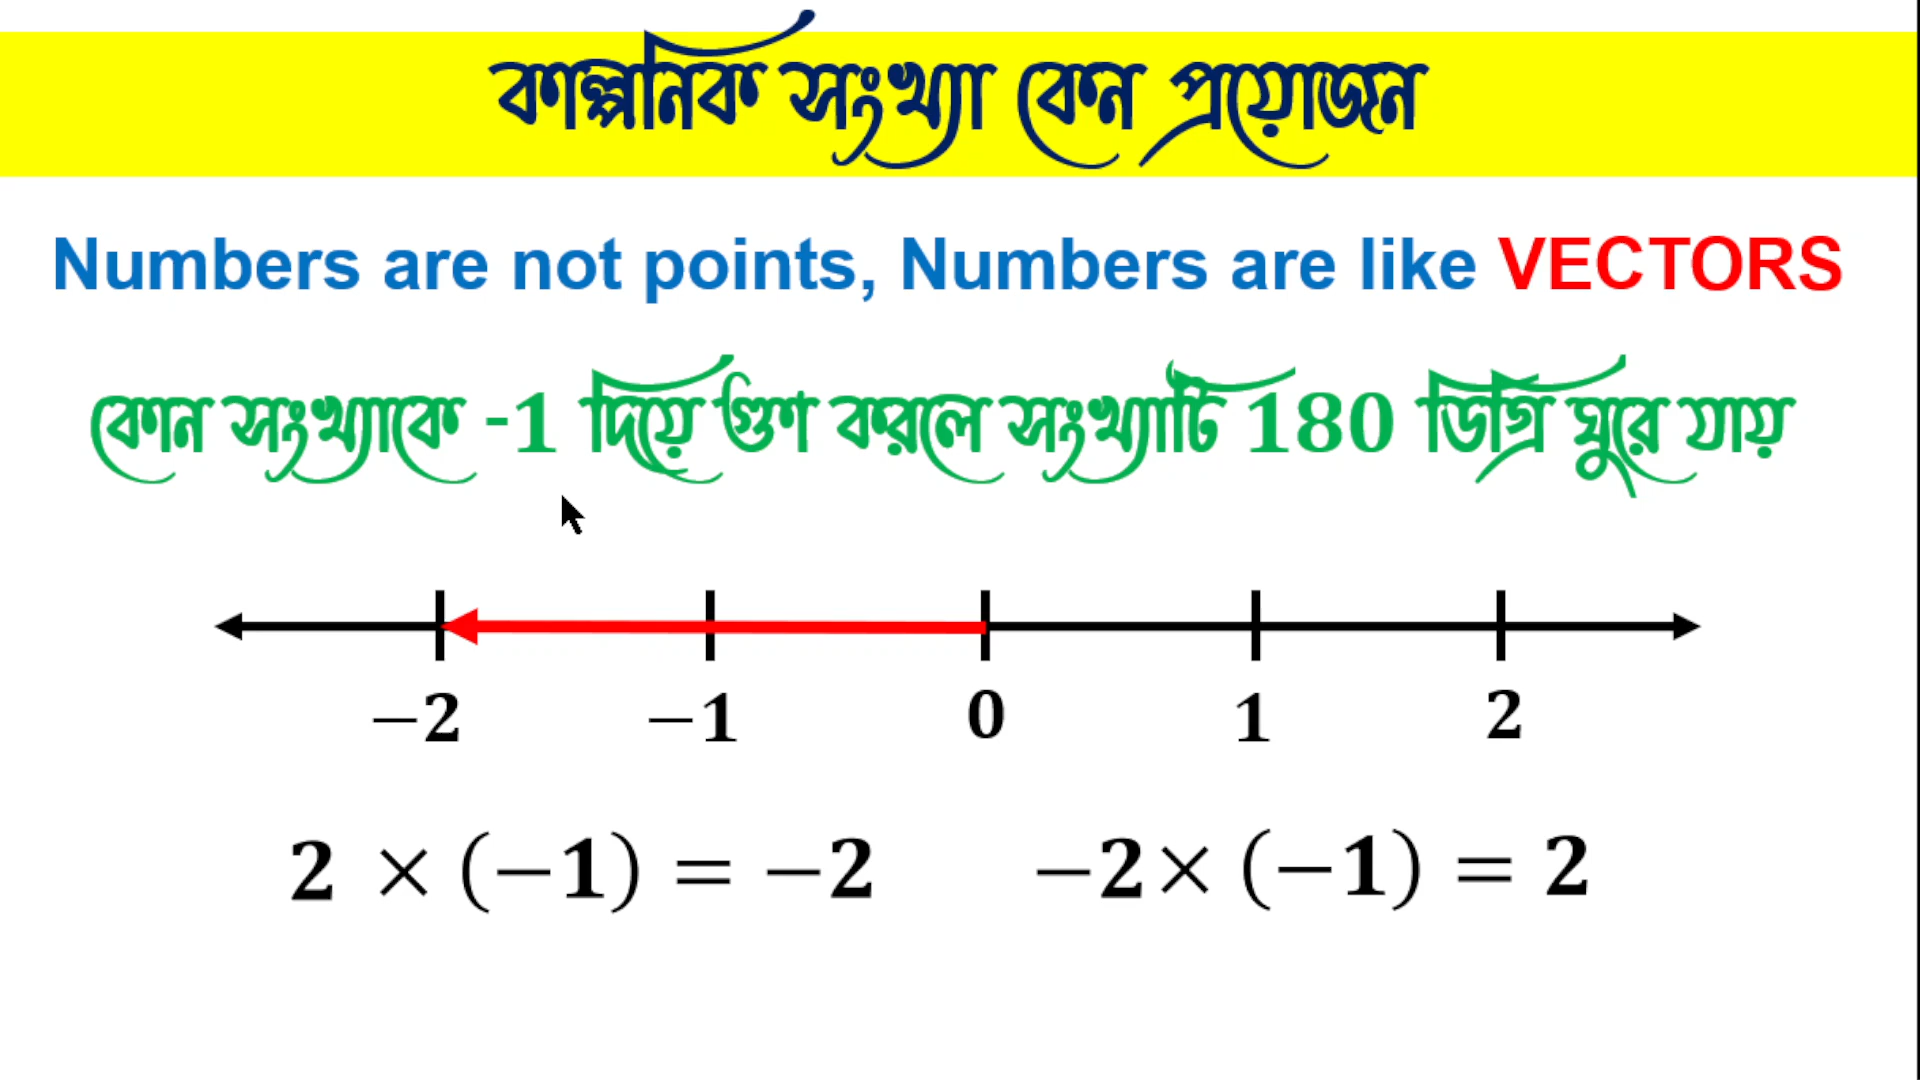 কাল্পনিক সংখ্যা কেন প্রয়োজন
Numbers are not points, Numbers are like VECTORS
কোন সংখ্যাকে -1 দিয়ে গুণ করলে সংখ্যাটি 180 ডিগ্রি ঘুরে যায়
−2 −1 0 1 2
2 × (−1) = −2 −2× (−1) = 2